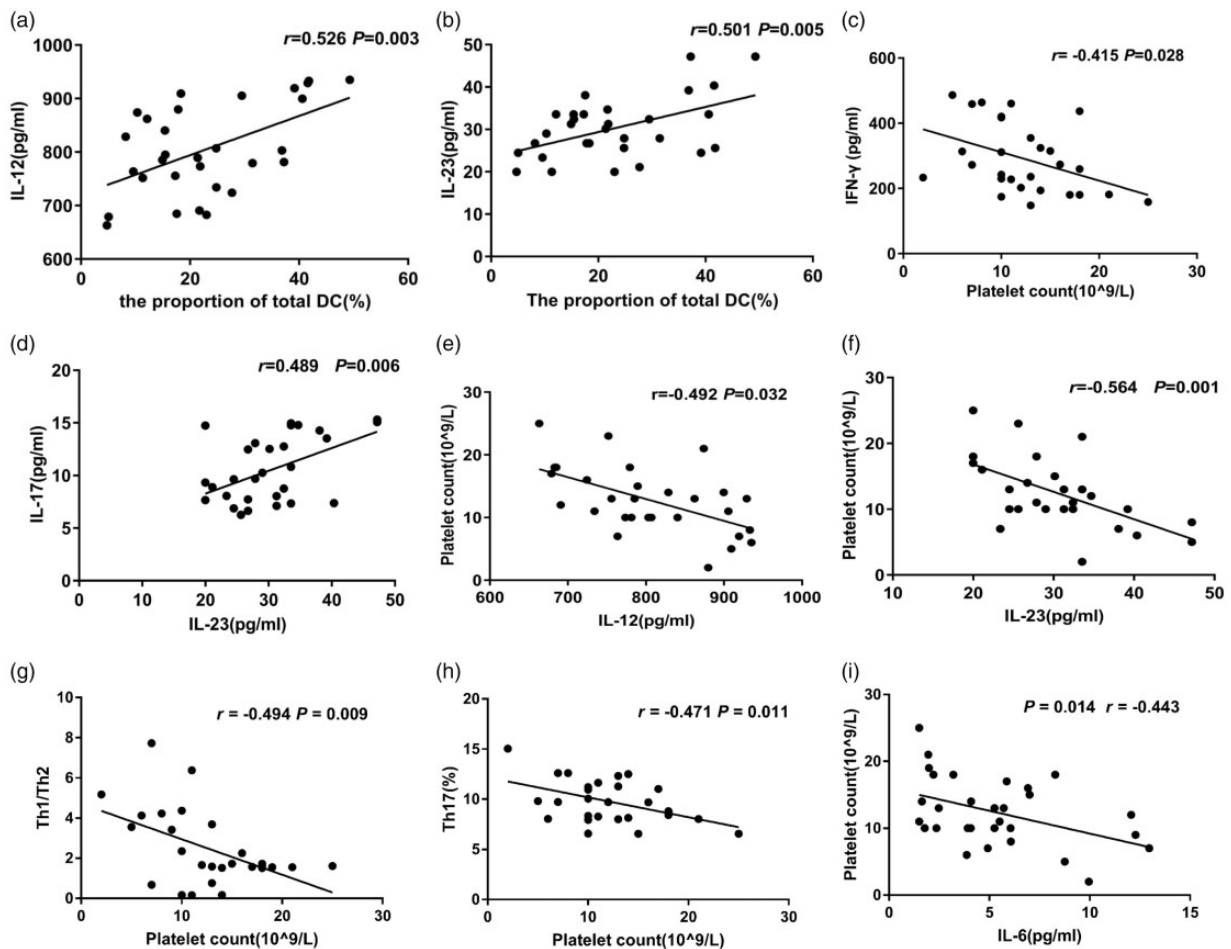 (a)
r=0.526 P=0.003
1000
900
800
700
600
IL-12(pg/ml)
0 20 40 60
the proportion of total DC(%)
(b)
r=0.501 P=0.005
50
40
30
20
10
0
IL-23(pg/ml)
0 20 40 60
The proportion of total DC(%)
(c)
r= -0.415 P=0.028
600
400
200
0
IFN-γ (pg/ml)
0 10 20 30
Platelet count(10^9/L)
(d)
r=0.489 P=0.006
20
15
10
5
0
IL-17(pg/ml)
0 10 20 30 40 50
IL-23(pg/ml)
(e)
r=-0.492 P=0.032
30
20
10
0
Platelet count(10^9/L)
600 700 800 900 1000
IL-12(pg/ml)
(f)
r=-0.564 P=0.001
40
30
20
10
0
Platelet count(10^9/L)
10 20 30 40 50
IL-23(pg/ml)
(g)
r = -0.494 P = 0.009
10
8
6
4
2
0
Th1/Th2
0 10 20 30
Platelet count(10^9/L)
(h)
r = -0.471 P = 0.011
20
15
10
5
0
Th17(%)
0 10 20 30
Platelet count(10^9/L)
(i)
P = 0.014 r = -0.443
30
20
10
0
Platelet count(10^9/L)
0 5 10 15
IL-6(pg/ml)